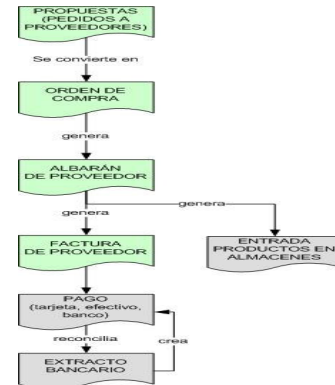 PROPUESTAS
(PEDIDOS A
PROVEEDORES)
Se convierte en
ORDEN DE
COMPRA
genera
ALBARÁN
DE PROVEEDOR
genera
genera
FACTURA
DE PROVEEDOR
ENTRADA
PRODUCTOS EN
ALMACENES
PAGO
(tarjeta, efectivo,
banco)
reconcilia
crea
EXTRACTO
BANCARIO